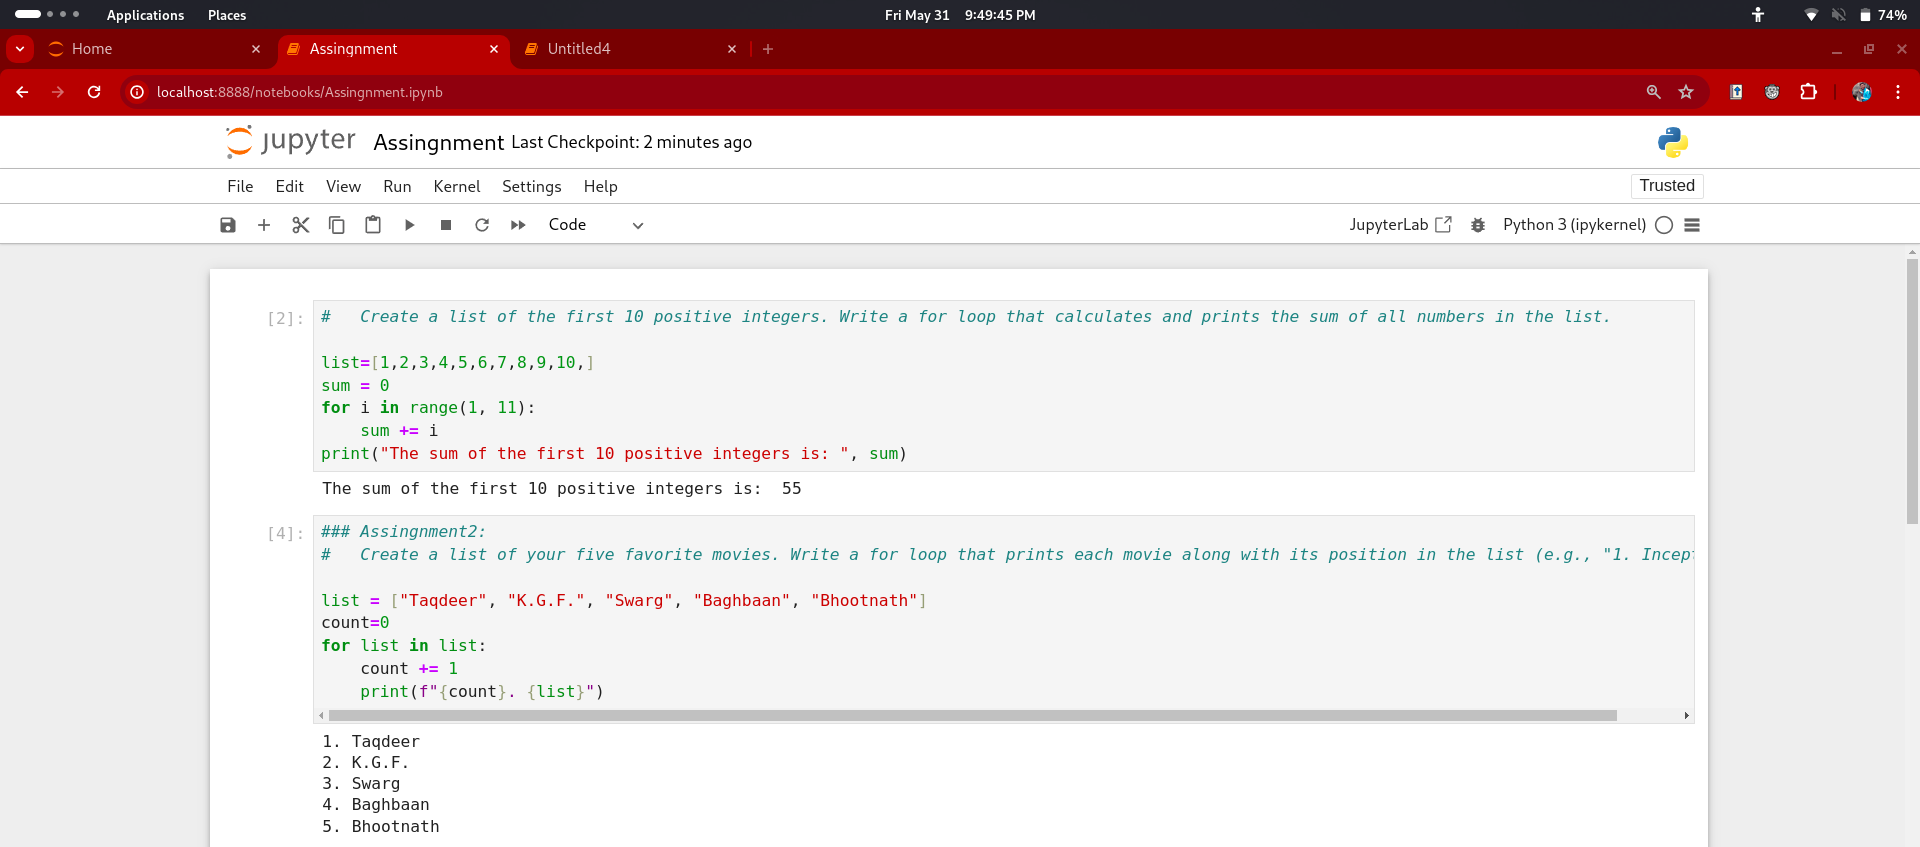 Applications Places Fri May 31 9:49:45 PM 74%
Home Assingnment Untitled4
localhost:8888/notebooks/Assingnment.ipynb
jupyter Assingnment Last Checkpoint: 2 minutes ago
File Edit View Run Kernel Settings Help Trusted
Code JupyterLab Python 3 (ipykernel)
[2]: #   Create a list of the first 10 positive integers. Write a for loop that calculates and prints the sum of all numbers in the list.
list=[1,2,3,4,5,6,7,8,9,10,]
sum = 0
for i in range(1, 11):
    sum += i
print("The sum of the first 10 positive integers is: ", sum)
The sum of the first 10 positive integers is:  55
[4]: ### Assingnment2:
#   Create a list of your five favorite movies. Write a for loop that prints each movie along with its position in the list (e.g., "1. Incep
list = ["Taqdeer", "K.G.F.", "Swarg", "Baghbaan", "Bhootnath"]
count=0
for list in list:
    count += 1
    print(f"{count}. {list}")
1. Taqdeer
2. K.G.F.
3. Swarg
4. Baghbaan
5. Bhootnath